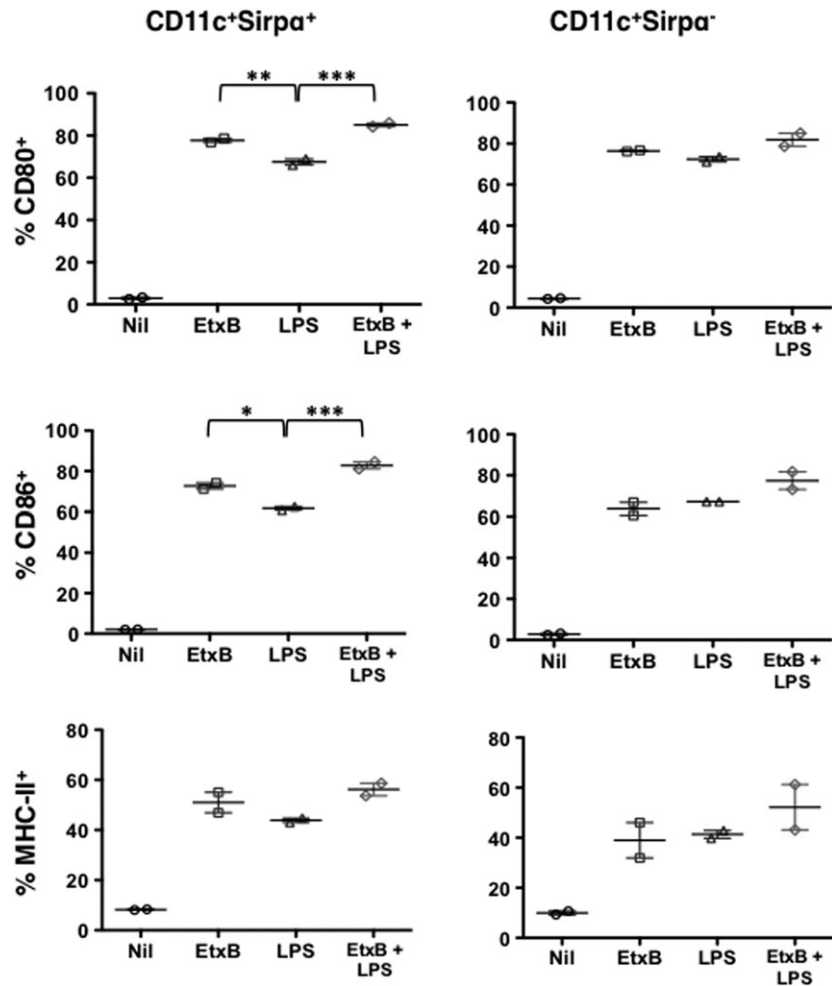 CD11c⁺Sirpα⁺
CD11c⁺Sirpα⁻
% CD80⁺
100
80
60
40
20
0
** ***
Nil EtxB LPS EtxB +
LPS
100
80
60
40
20
0
Nil EtxB LPS EtxB +
LPS
% CD86⁺
100
80
60
40
20
0
* ***
Nil EtxB LPS EtxB +
LPS
100
80
60
40
20
0
Nil EtxB LPS EtxB +
LPS
% MHC-II⁺
80
60
40
20
0
Nil EtxB LPS EtxB +
LPS
80
60
40
20
0
Nil EtxB LPS EtxB +
LPS